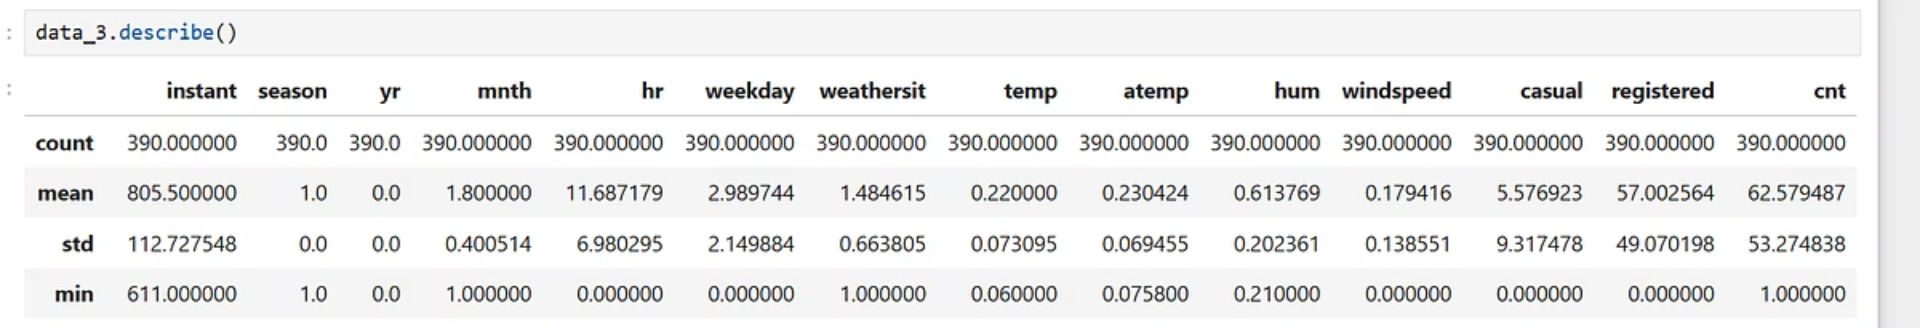 data_3.describe()
instant season yr mnth hr weekday weathersit temp atemp hum windspeed casual registered cnt
count 390.000000 390.0 390.0 390.000000 390.000000 390.000000 390.000000 390.000000 390.000000 390.000000 390.000000 390.000000 390.000000 390.000000
mean 805.500000 1.0 0.0 1.800000 11.687179 2.989744 1.484615 0.220000 0.230424 0.613769 0.179416 5.576923 57.002564 62.579487
std 112.727548 0.0 0.0 0.400514 6.980295 2.149884 0.663805 0.073095 0.069455 0.202361 0.138551 9.317478 49.070198 53.274838
min 611.000000 1.0 0.0 1.000000 0.000000 0.000000 1.000000 0.060000 0.075800 0.210000 0.000000 0.000000 0.000000 1.000000